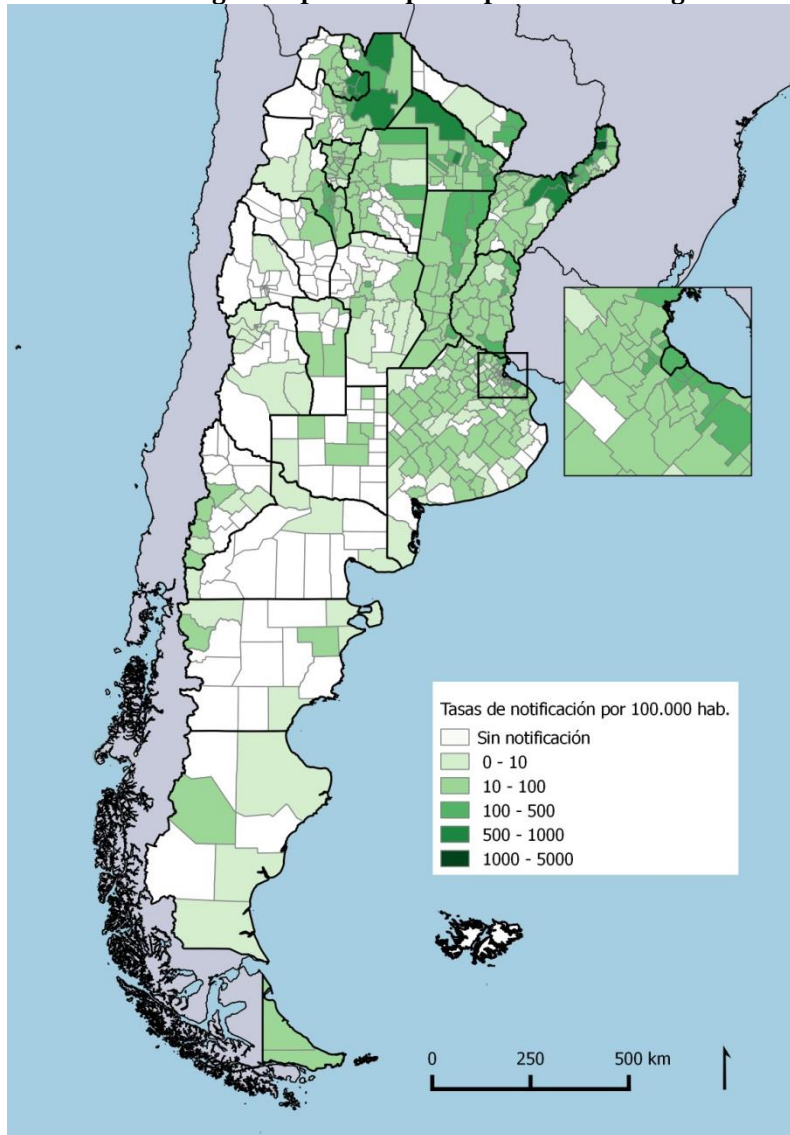 Tasas de notificación por 100.000 hab.
Sin notificación
0 - 10
10 - 100
100 - 500
500 - 1000
1000 - 5000
0 250 500 km